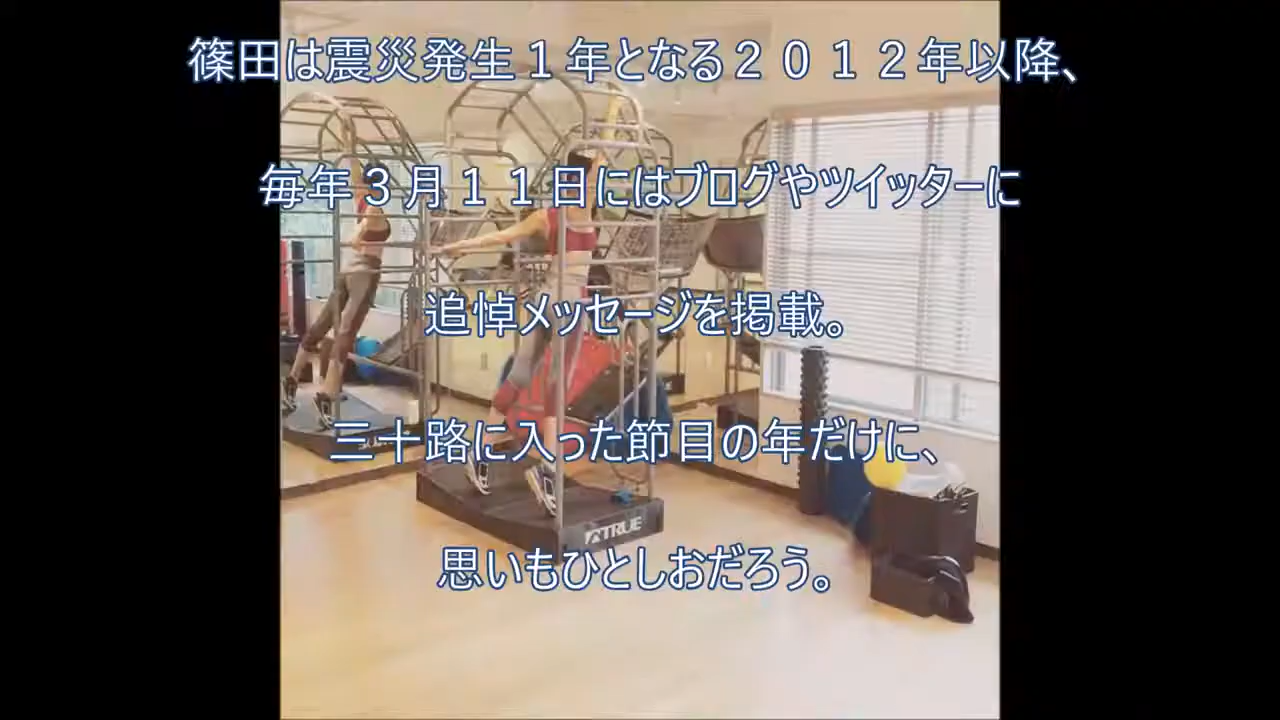 篠田は震災発生１年となる２０１２年以降、
毎年３月１１日にはブログやツイッターに
追悼メッセージを掲載。
三十路に入った節目の年だけに、
TRUE
思いもひとしおだろう。